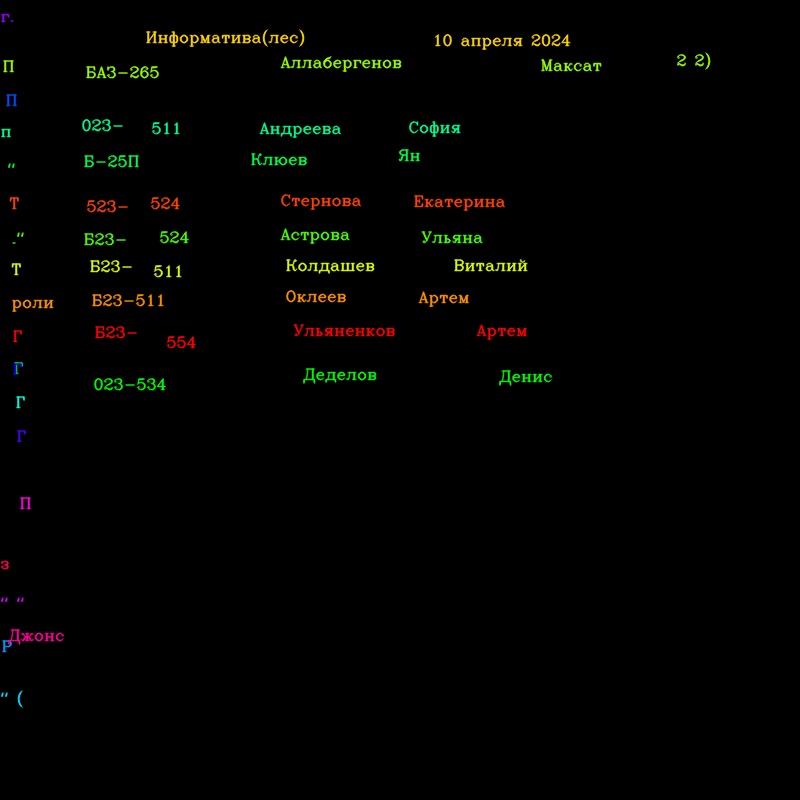 г.
Информатива(лес) 10 апреля 2024
П БАЗ-265 Аллабергенов Максат 2 2)
П
п 023- 511 Андреева София
“ Б-25П Клюев Ян
Т 523- 524 Стернова Екатерина
.“ Б23- 524 Астрова Ульяна
Т Б23- 511 Колдашев Виталий
роли Б23-511 Оклеев Артем
Г Б23- 554 Ульяненков Артем
Г 023-534 Деделов Денис
Г
Г
П
з
“ “
Джонс
Р
“ (